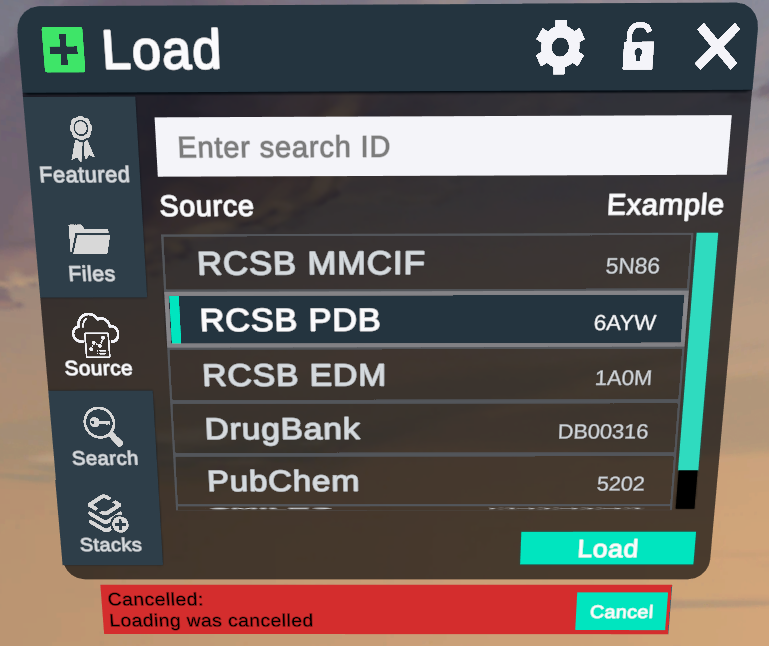 Load
Featured
Files
Source
Search
Stacks
Enter search ID
Source Example
RCSB MMCIF 5N86
RCSB PDB 6AYW
RCSB EDM 1A0M
DrugBank DB00316
PubChem 5202
Load
Cancelled:
Loading was cancelled
Cancel